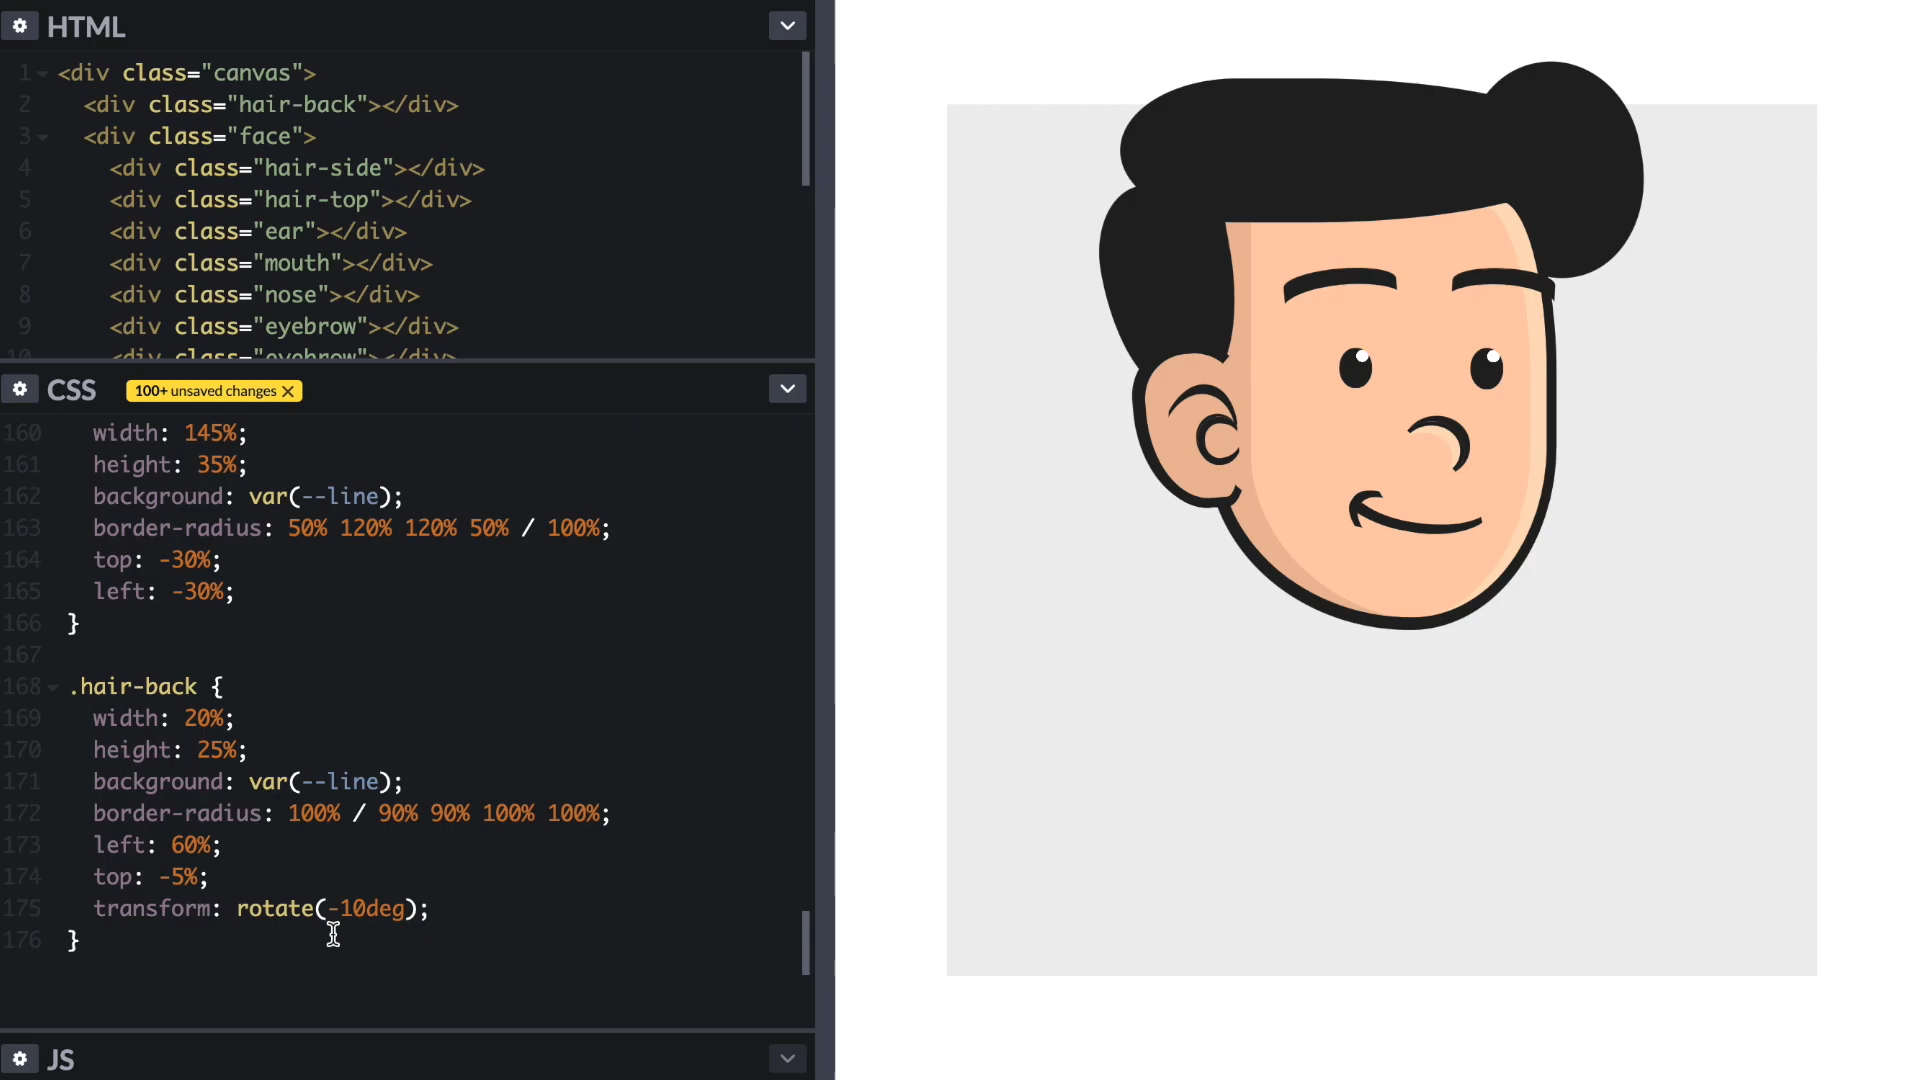 HTML
1 <div class="canvas">
2 <div class="hair-back"></div>
3 <div class="face">
4 <div class="hair-side"></div>
5 <div class="hair-top"></div>
6 <div class="ear"></div>
7 <div class="mouth"></div>
8 <div class="nose"></div>
9 <div class="eyebrow"></div>
10 <div class="eyebrow"></div>
CSS 100+ unsaved changes ×
160 width: 145%;
161 height: 35%;
162 background: var(--line);
163 border-radius: 50% 120% 120% 50% / 100%;
164 top: -30%;
165 left: -30%;
166 }
167
168 .hair-back {
169 width: 20%;
170 height: 25%;
171 background: var(--line);
172 border-radius: 100% / 90% 90% 100% 100%;
173 left: 60%;
174 top: -5%;
175 transform: rotate(-10deg);
176 }
JS